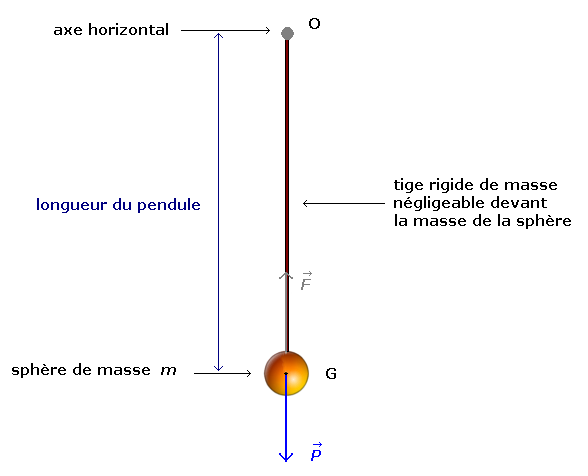 O
axe horizontal
tige rigide de masse
négligeable devant
la masse de la sphère
longueur du pendule
F
sphère de masse m
G
p